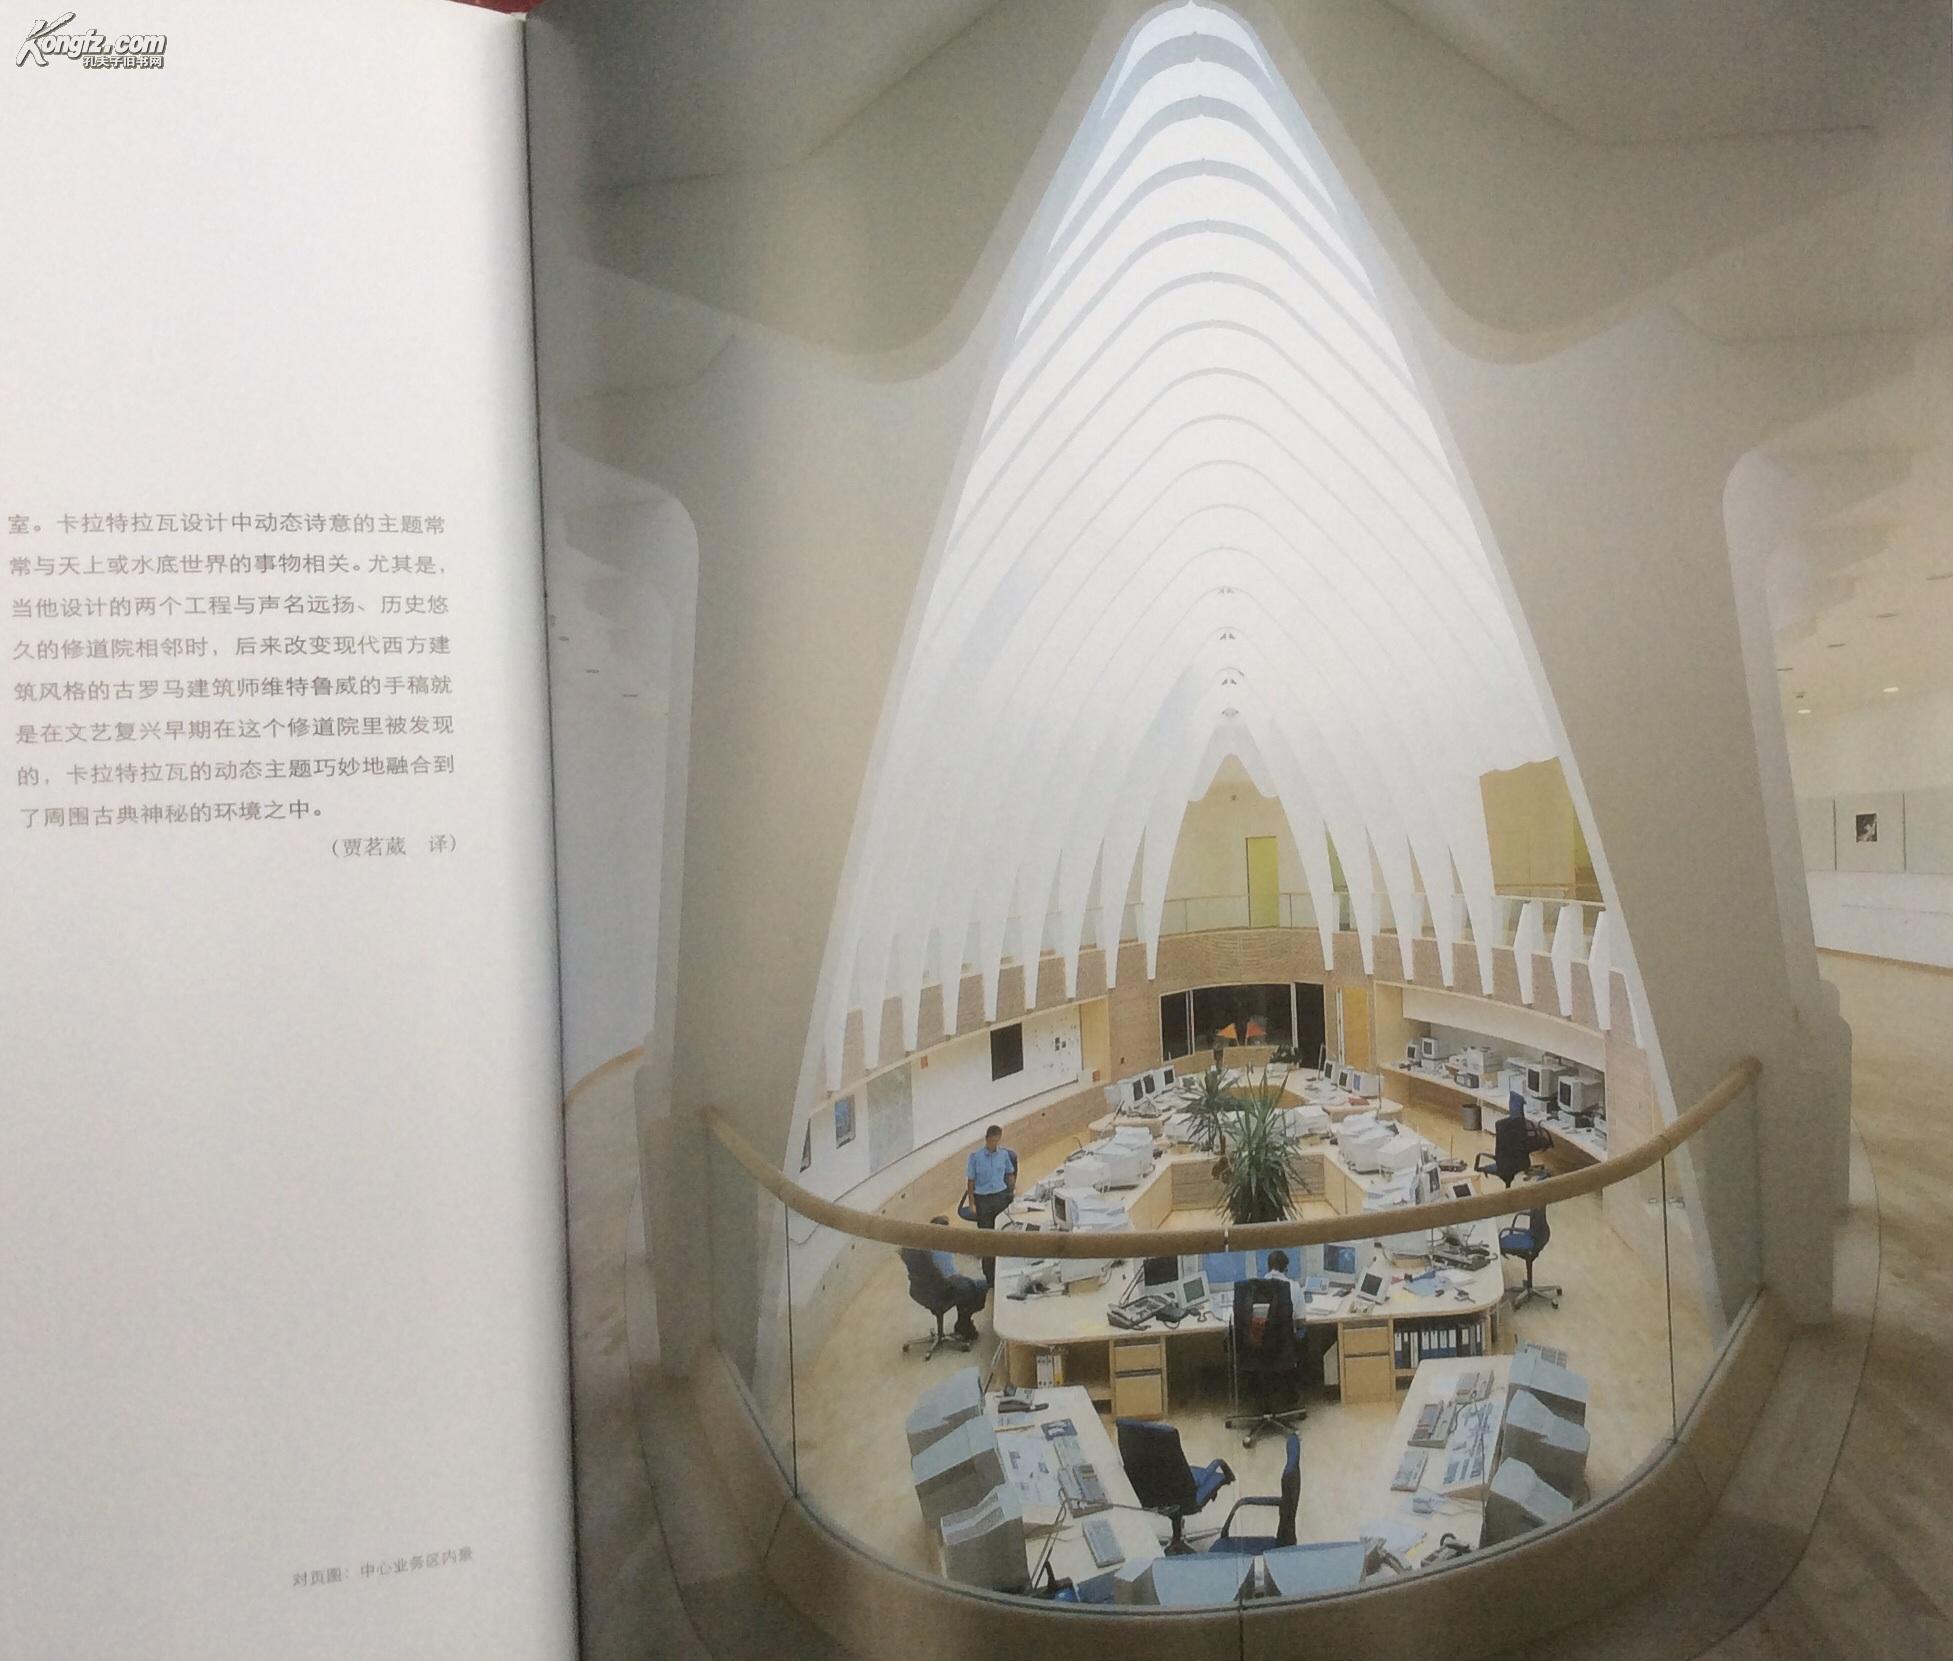 Kongfz.com
孔夫子旧书网
室。卡拉特拉瓦设计中动态诗意的主题常
常与天上或水底世界的事物相关。尤其是，
当他设计的两个工程与声名远扬、历史悠
久的修道院相邻时，后来改变现代西方建
筑风格的古罗马建筑师维特鲁威的手稿就
是在文艺复兴早期在这个修道院里被发现
的，卡拉特拉瓦的动态主题巧妙地融合到
了周围古典神秘的环境之中。
（贾茗葳 译）
对页图：中心业务区内景